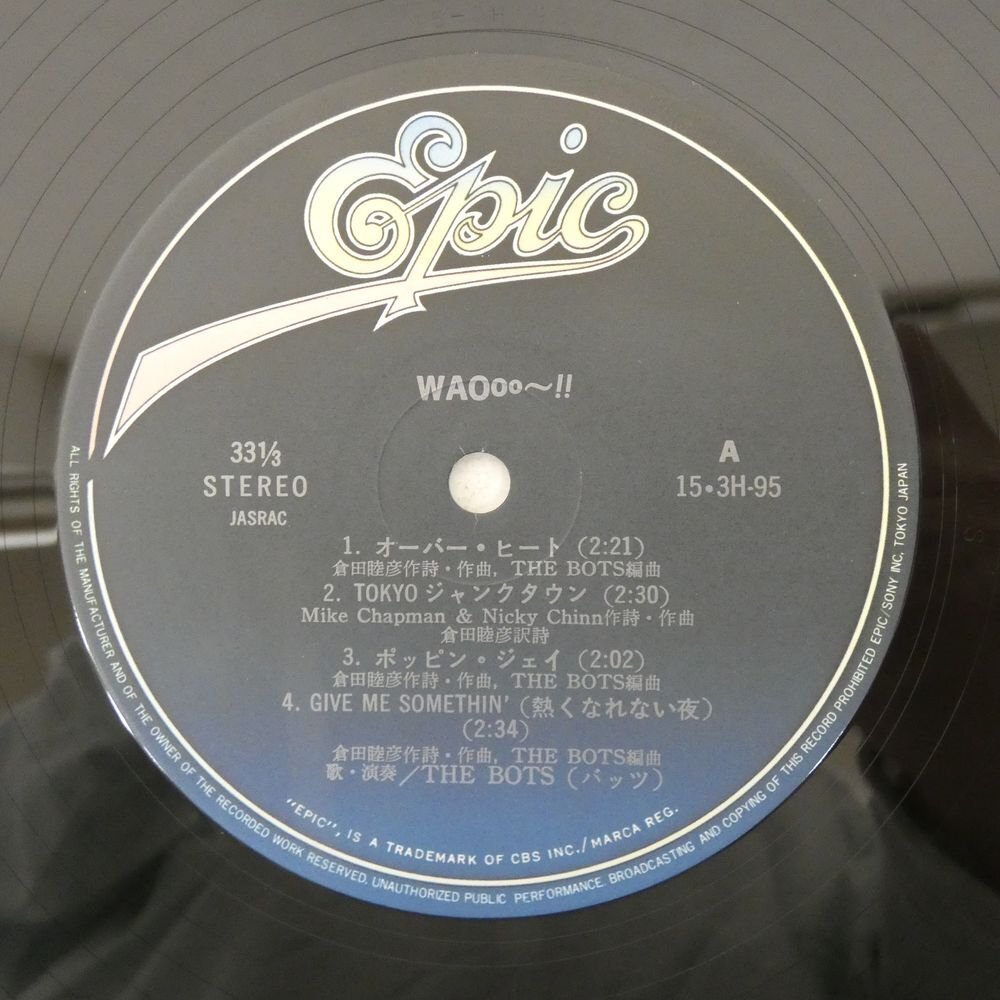 Epic
WAOoo〜!!
33⅓
STEREO
JASRAC
A
15・3H-95
1. オーバー・ヒート (2:21)
倉田睦彦作詩・作曲, THE BOTS編曲
2. TOKYO ジャンクタウン (2:30)
Mike Chapman & Nicky Chinn作詩・作曲
倉田睦彦訳詩
3. ポッピン・ジェイ (2:02)
倉田睦彦作詩・作曲, THE BOTS編曲
4. GIVE ME SOMETHIN' (熱くなれない夜)
(2:34)
倉田睦彦作詩・作曲, THE BOTS編曲
歌・演奏/THE BOTS (バッツ)
"EPIC", IS A TRADEMARK OF CBS INC./MARCA REG.
ALL RIGHTS OF THE MANUFACTURER AND OF THE OWNER OF THE RECORDED WORK RESERVED. UNAUTHORIZED PUBLIC PERFORMANCE. BROADCASTING AND COPYING OF THIS RECORD PROHIBITED EPIC/SONY INC. TOKYO JAPAN